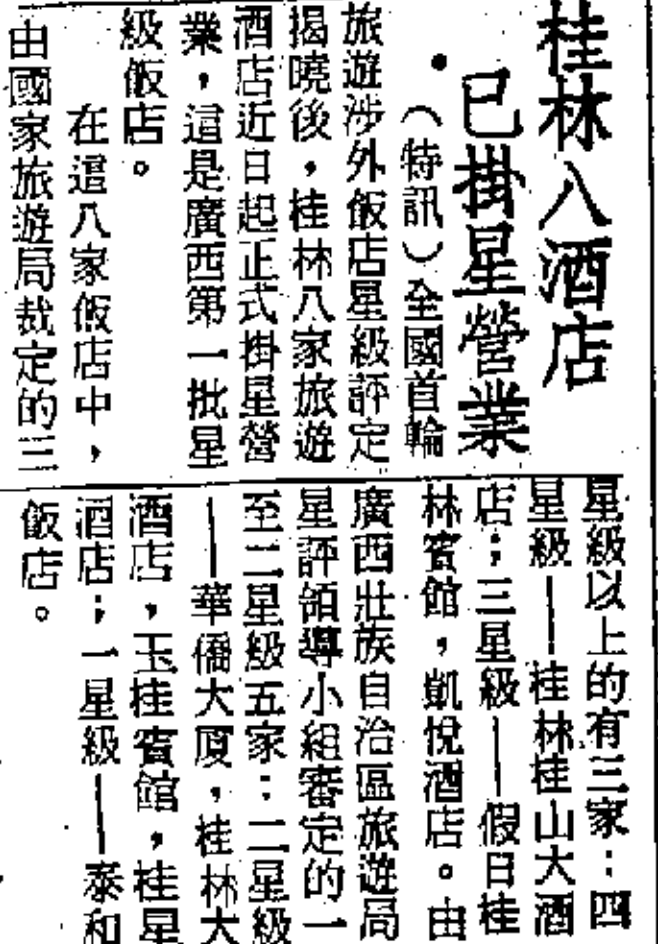 桂林八酒店
已掛星營業
•（特訊）全國首輪
旅遊涉外飯店星級評定
揭曉後，桂林八家旅遊
酒店近日起正式掛星營
業，這是廣西第一批星
級飯店。
在這八家飯店中，
由國家旅遊局裁定的三
星級以上的有三家：四
星級——桂林桂山大酒
店；三星級——假日桂
林賓館，凱悅酒店。由
廣西壯族自治區旅遊局
星評領導小組審定的一
至二星級五家：二星級
——華僑大廈，桂林大
酒店，玉桂賓館，桂星
酒店；一星級——泰和
飯店。